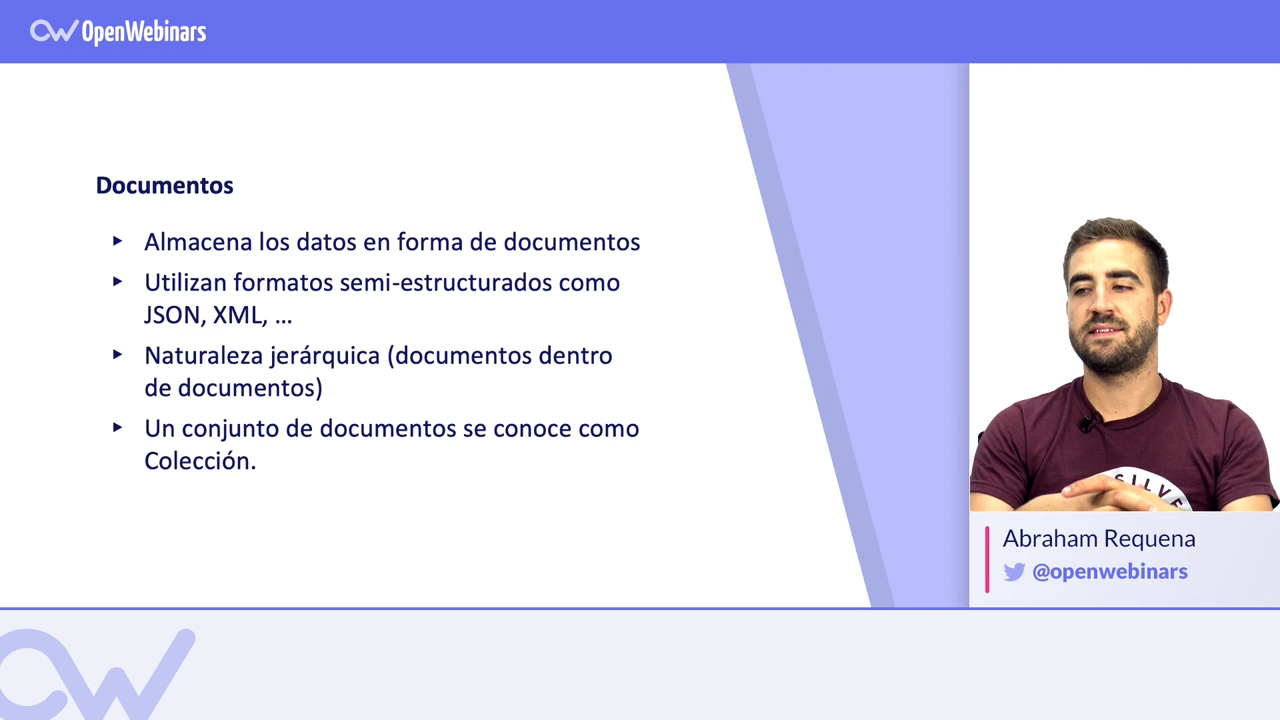 OpenWebinars
Documentos
Almacena los datos en forma de documentos
Utilizan formatos semi-estructurados como
JSON, XML, ...
Naturaleza jerárquica (documentos dentro
de documentos)
Un conjunto de documentos se conoce como
Colección.
SILVE
Abraham Requena
@openwebinars